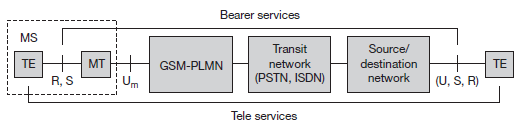 Bearer services
MS
TE
R, S
MT
Um
GSM-PLMN
Transit
network
(PSTN, ISDN)
Source/
destination
network
(U, S, R)
TE
Tele services